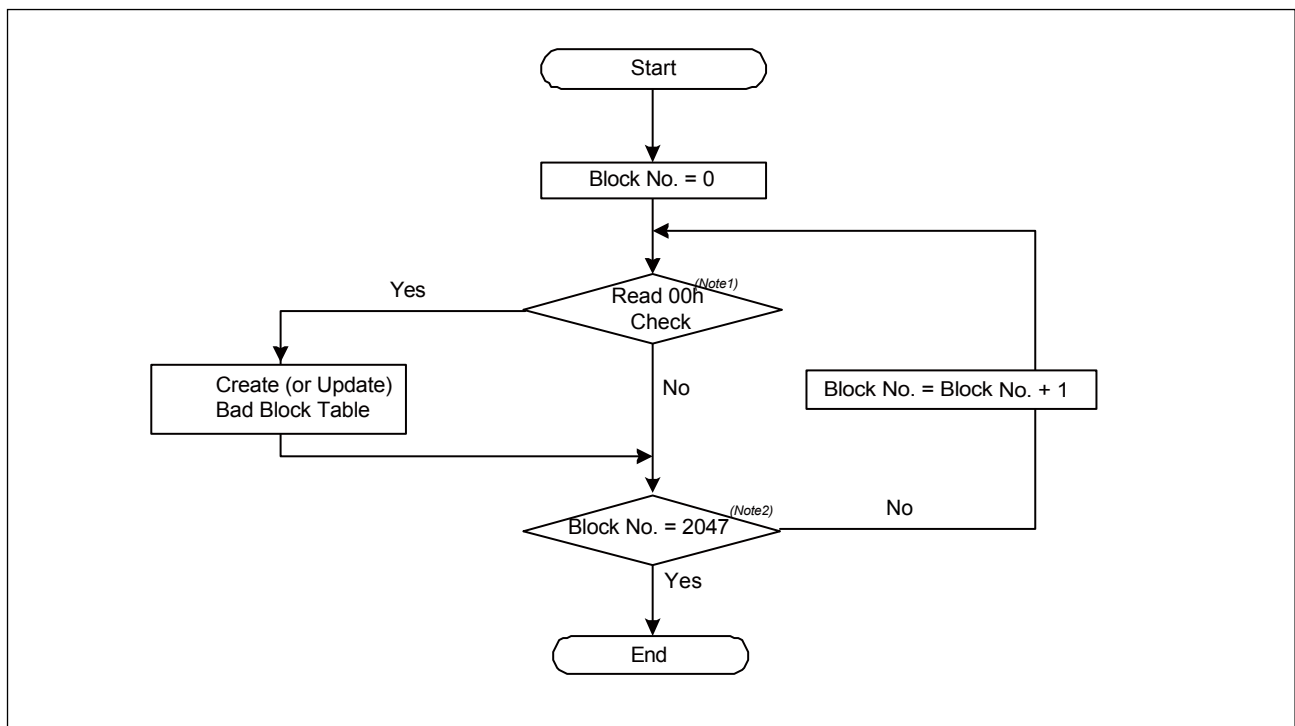 Start
Block No. = 0
(Note1)
Yes
Read 00h
Check
Create (or Update)
Bad Block Table
No
Block No. = Block No. + 1
(Note2)
Block No. = 2047
No
Yes
End